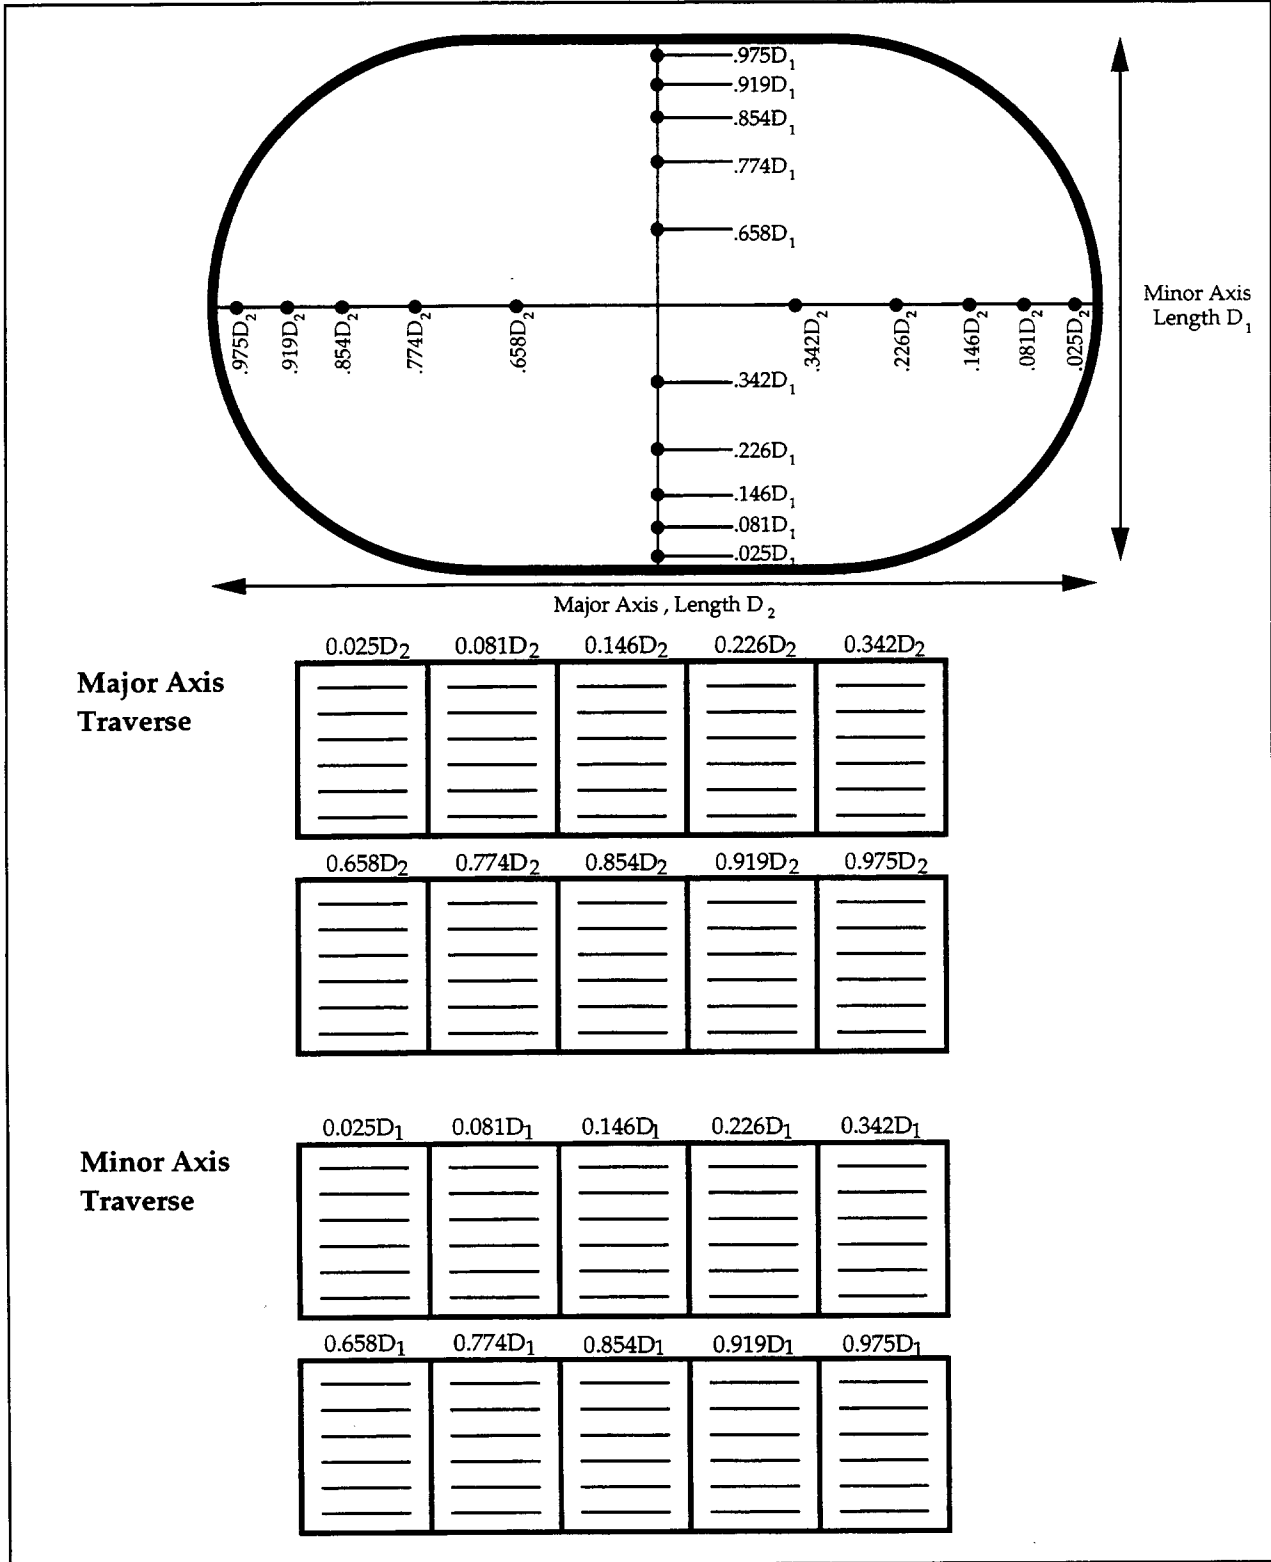 .975D₁
.919D₁
.854D₁
.774D₁
.658D₁
.975D₂ .919D₂ .854D₂ .774D₂ .658D₂ .342D₂ .226D₂ .146D₂ .081D₂ .025D₂
Minor Axis
Length D₁
.342D₁
.226D₁
.146D₁
.081D₁
.025D₁
Major Axis , Length D₂
Major Axis
Traverse
0.025D₂ 0.081D₂ 0.146D₂ 0.226D₂ 0.342D₂
0.658D₂ 0.774D₂ 0.854D₂ 0.919D₂ 0.975D₂
Minor Axis
Traverse
0.025D₁ 0.081D₁ 0.146D₁ 0.226D₁ 0.342D₁
0.658D₁ 0.774D₁ 0.854D₁ 0.919D₁ 0.975D₁